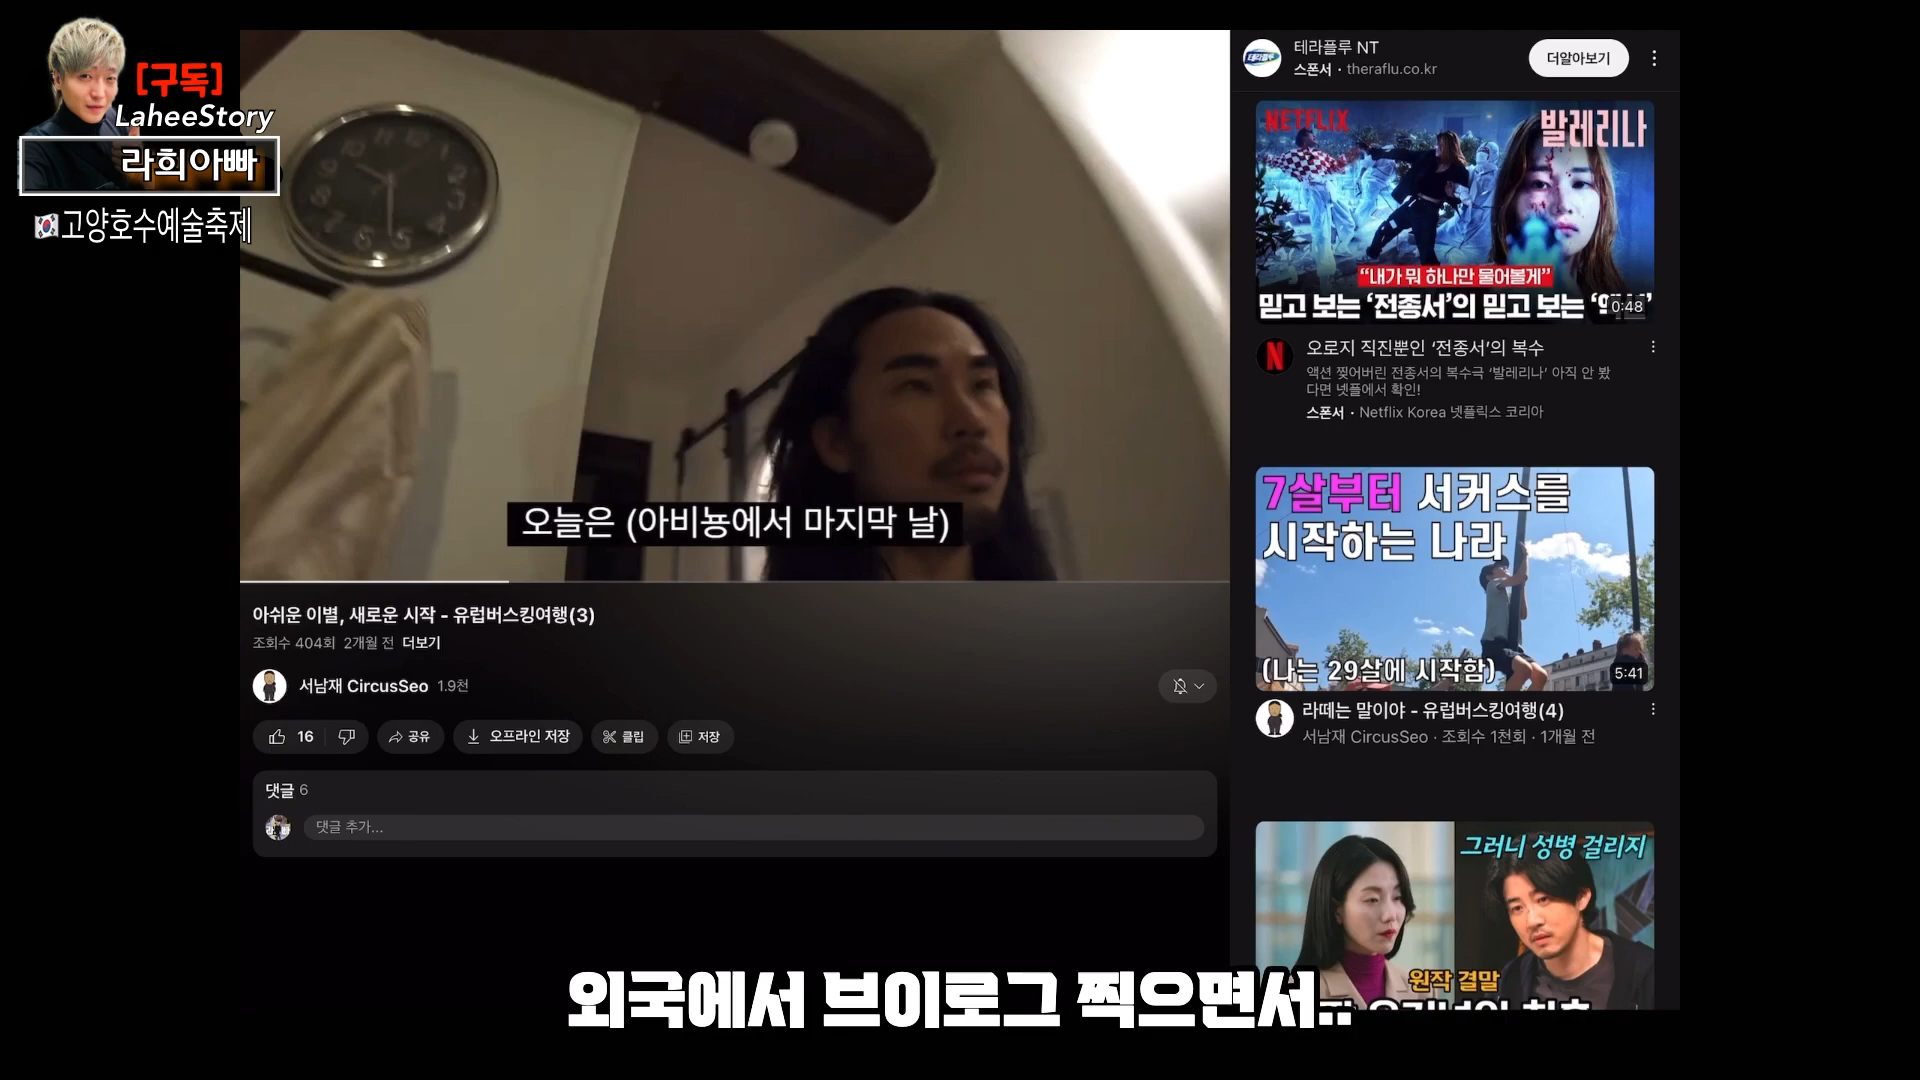 [구독]
LaheeStory
라희아빠
🇰🇷고양호수예술축제
오늘은 (아비뇽에서 마지막 날)
아쉬운 이별, 새로운 시작 - 유럽버스킹여행(3)
조회수 404회 2개월 전 더보기
서남재 CircusSeo 1.9천
16
공유
오프라인 저장
클립
저장
댓글 6
댓글 추가...
테라플루
테라플루 NT
스폰서 · theraflu.co.kr
더알아보기
NETFLIX
발레리나
“내가 뭐 하나만 물어볼게”
믿고 보는 ‘전종서’의 믿고 보는
0:48
오로지 직진뿐인 ‘전종서’의 복수
액션 찢어버린 전종서의 복수극 ‘발레리나’ 아직 안 봤
다면 넷플에서 확인!
스폰서 · Netflix Korea 넷플릭스 코리아
7살부터 서커스를
시작하는 나라
(나는 29살에 시작함)
5:41
라떼는 말이야 - 유럽버스킹여행(4)
서남재 CircusSeo · 조회수 1천회 · 1개월 전
그러니 성병 걸리지
원작 결말
외국에서 브이로그 찍으면서..